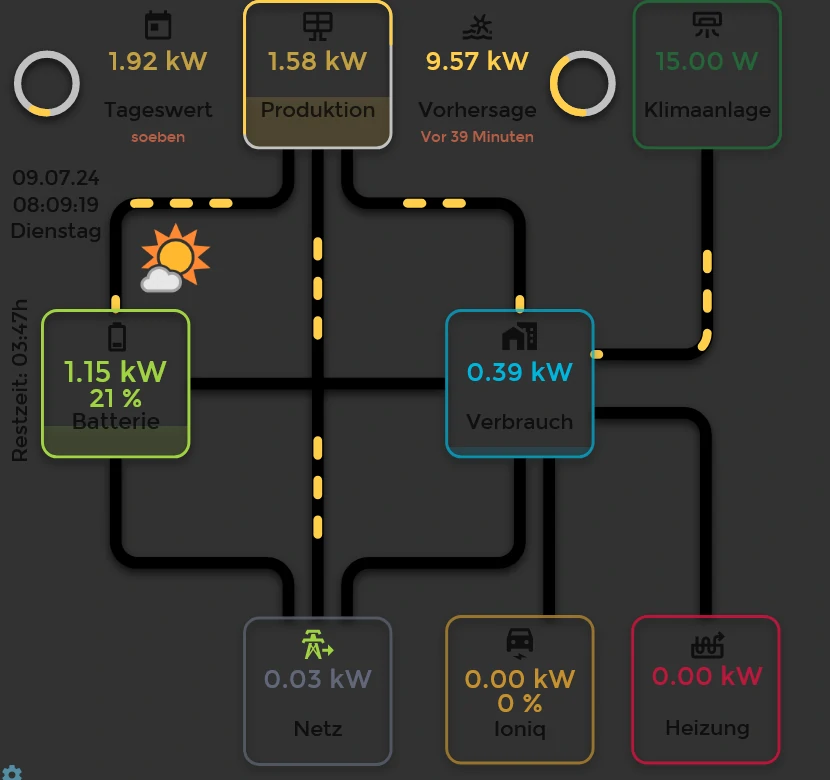 1.92 kW
Tageswert
soeben
1.58 kW
Produktion
9.57 kW
Vorhersage
Vor 39 Minuten
15.00 W
Klimaanlage
09.07.24
08:09:19
Dienstag
Restzeit: 03:47h
1.15 kW
21 %
Batterie
0.39 kW
Verbrauch
0.03 kW
Netz
0.00 kW
0 %
Ioniq
0.00 kW
Heizung